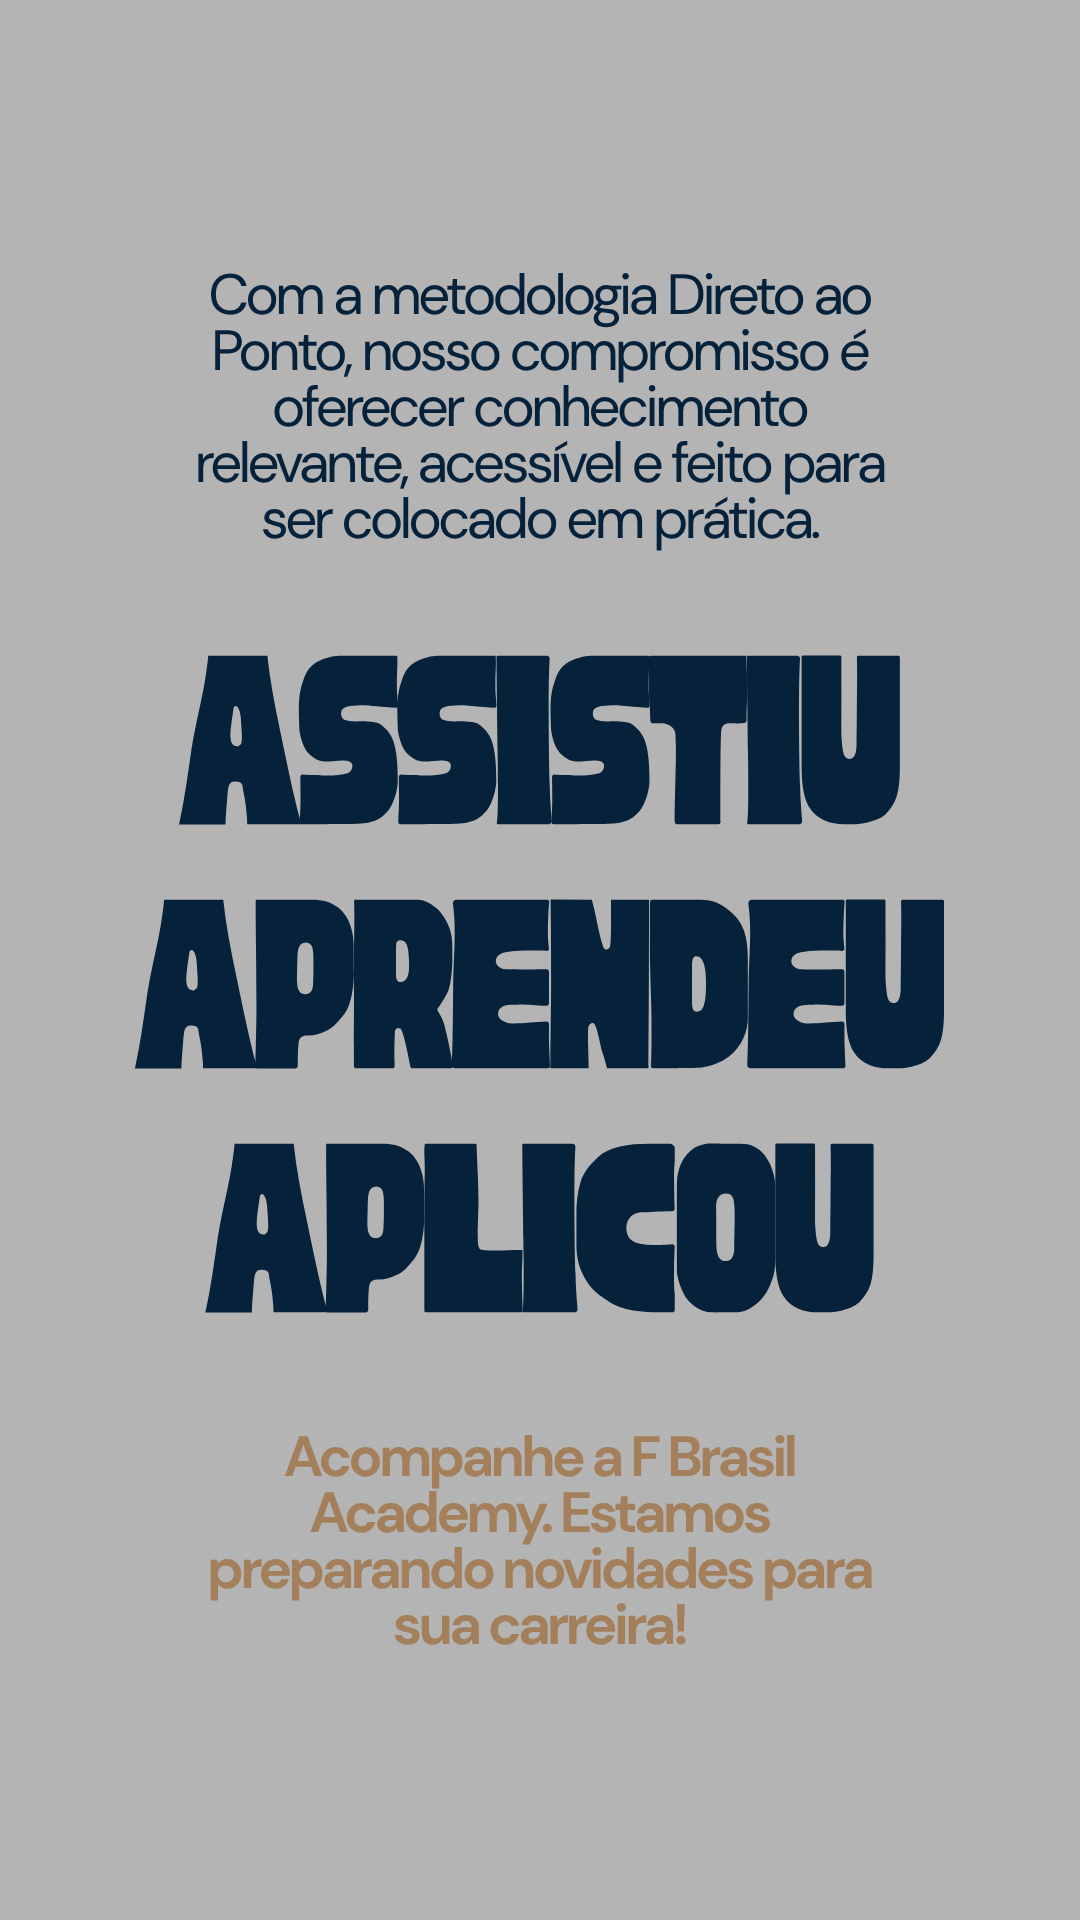 Com a metodologia Direto ao
Ponto, nosso compromisso é
oferecer conhecimento
relevante, acessível e feito para
ser colocado em prática.
ASSISTIU
APRENDEU
APLICOU
Acompanhe a F Brasil
Academy. Estamos
preparando novidades para
sua carreira!